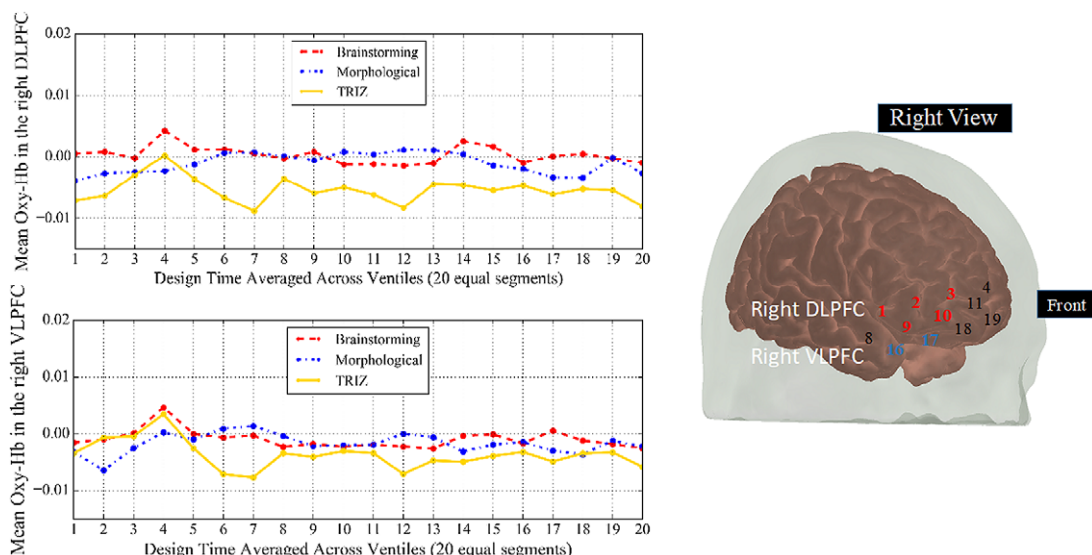 Mean Oxy-Hb in the right DLPFC
0.02
0.01
0.00
−0.01
Brainstorming
Morphological
TRIZ
1 2 3 4 5 6 7 8 9 10 11 12 13 14 15 16 17 18 19 20
Design Time Averaged Across Ventiles (20 equal segments)
Mean Oxy-Hb in the right VLPFC
0.02
0.01
0.00
−0.01
Brainstorming
Morphological
TRIZ
1 2 3 4 5 6 7 8 9 10 11 12 13 14 15 16 17 18 19 20
Design Time Averaged Across Ventiles (20 equal segments)
Right View
Front
4
3
2 11
Right DLPFC 1 10 19
9 18
8 17
Right VLPFC 16